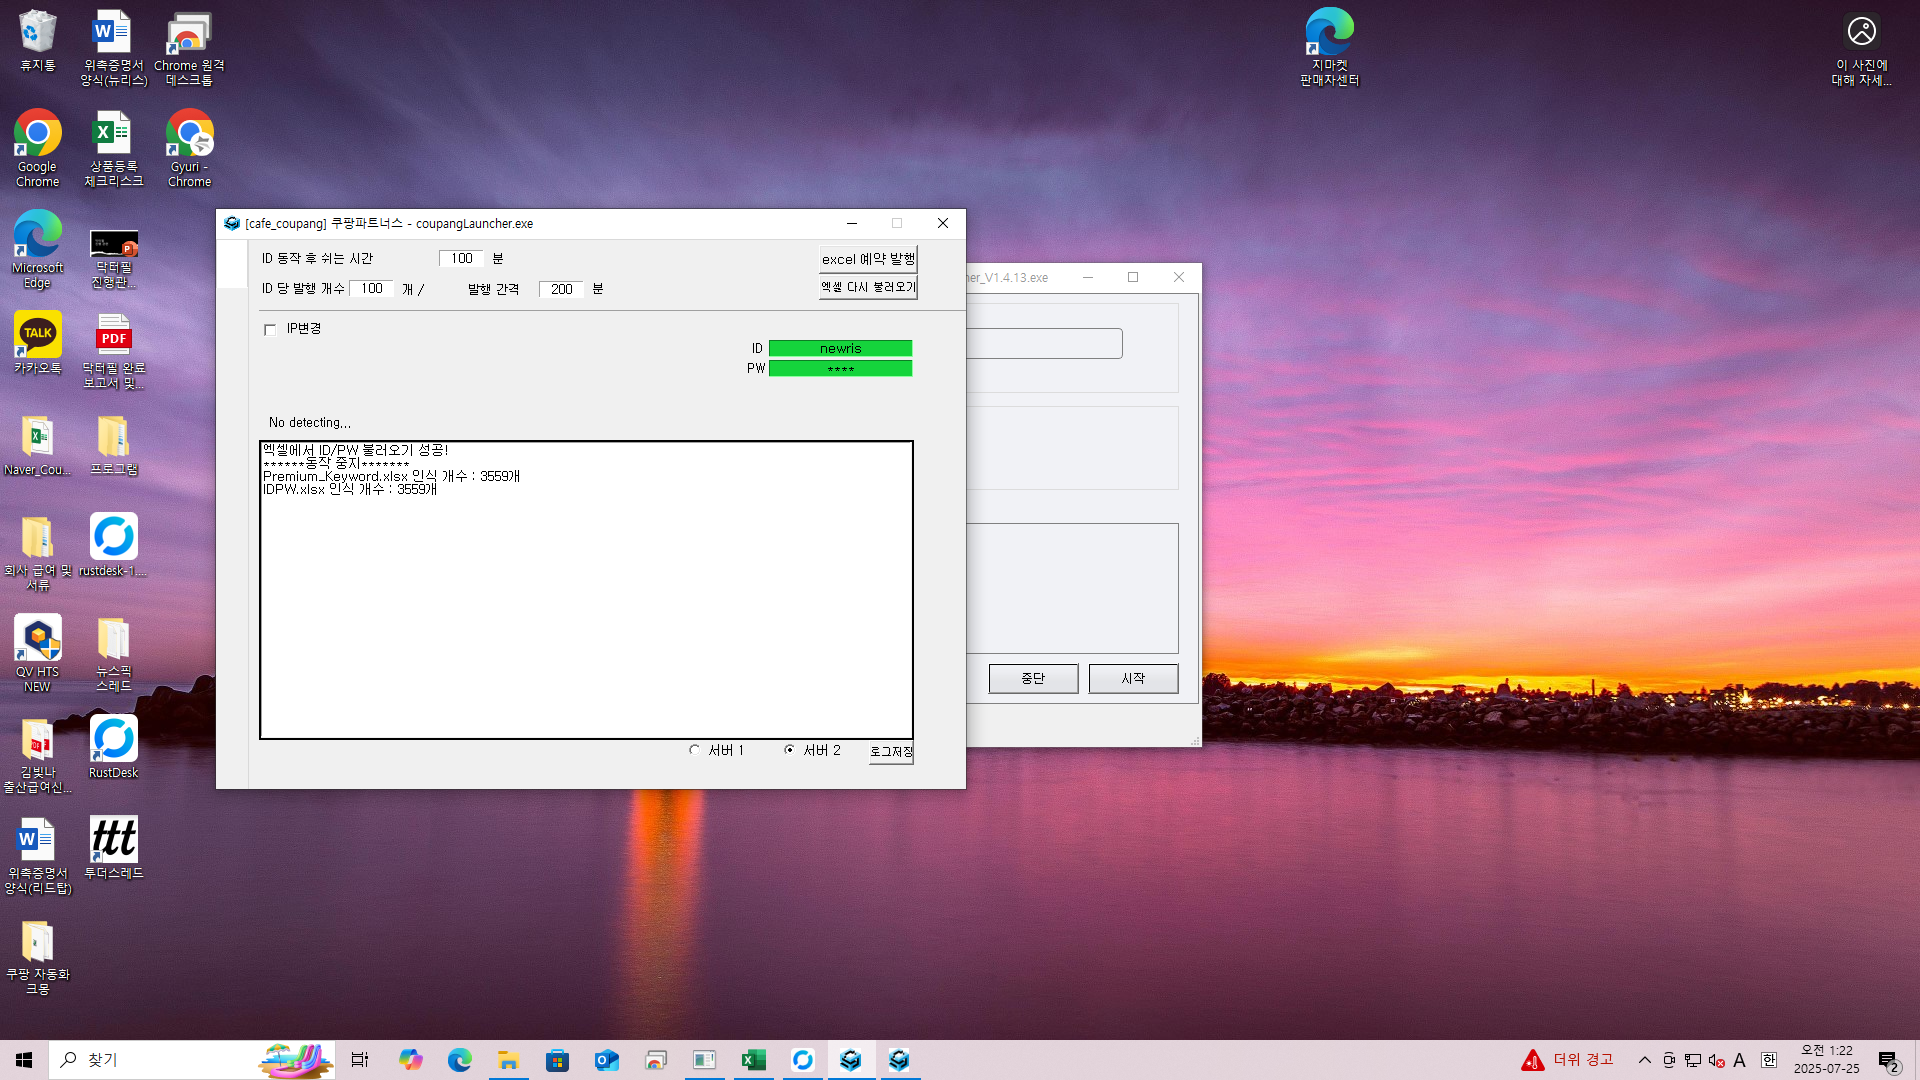 휴지통
위촉증명서
양식(뉴리스)
Chrome 원격
데스크톱
지마켓
판매자센터
이 사진에
대해 자세...
Google
Chrome
상품등록
체크리스크
Gyuri -
Chrome
Microsoft
Edge
닥터필
진행관...
TALK
카카오톡
PDF
닥터필 완료
보고서 및...
Naver_Cou...
프로그램
회사 급여 및
서류
rustdesk-1....
QV HTS
NEW
뉴스픽
스레드
김빛나
출산급여신...
RustDesk
위촉증명서
양식(리드탑)
ttt
투더스레드
쿠팡 자동화
크몽
[cafe_coupang] 쿠팡파트너스 - coupangLauncher.exe
ID 동작 후 쉬는 시간 100 분
excel 예약 발행
ID 당 발행 개수 100 개 / 발행 간격 200 분
엑셀 다시 불러오기
IP변경
ID newris
PW ****
No detecting...
엑셀에서 ID/PW 불러오기 성공!
******동작 중지*******
Premium_Keyword.xlsx 인식 개수 : 3559개
IDPW.xlsx 인식 개수 : 3559개
서버 1 서버 2 로그저장
her_V1.4.13.exe
중단 시작
찾기
더위 경고
A
한
오전 1:22
2025-07-25
2